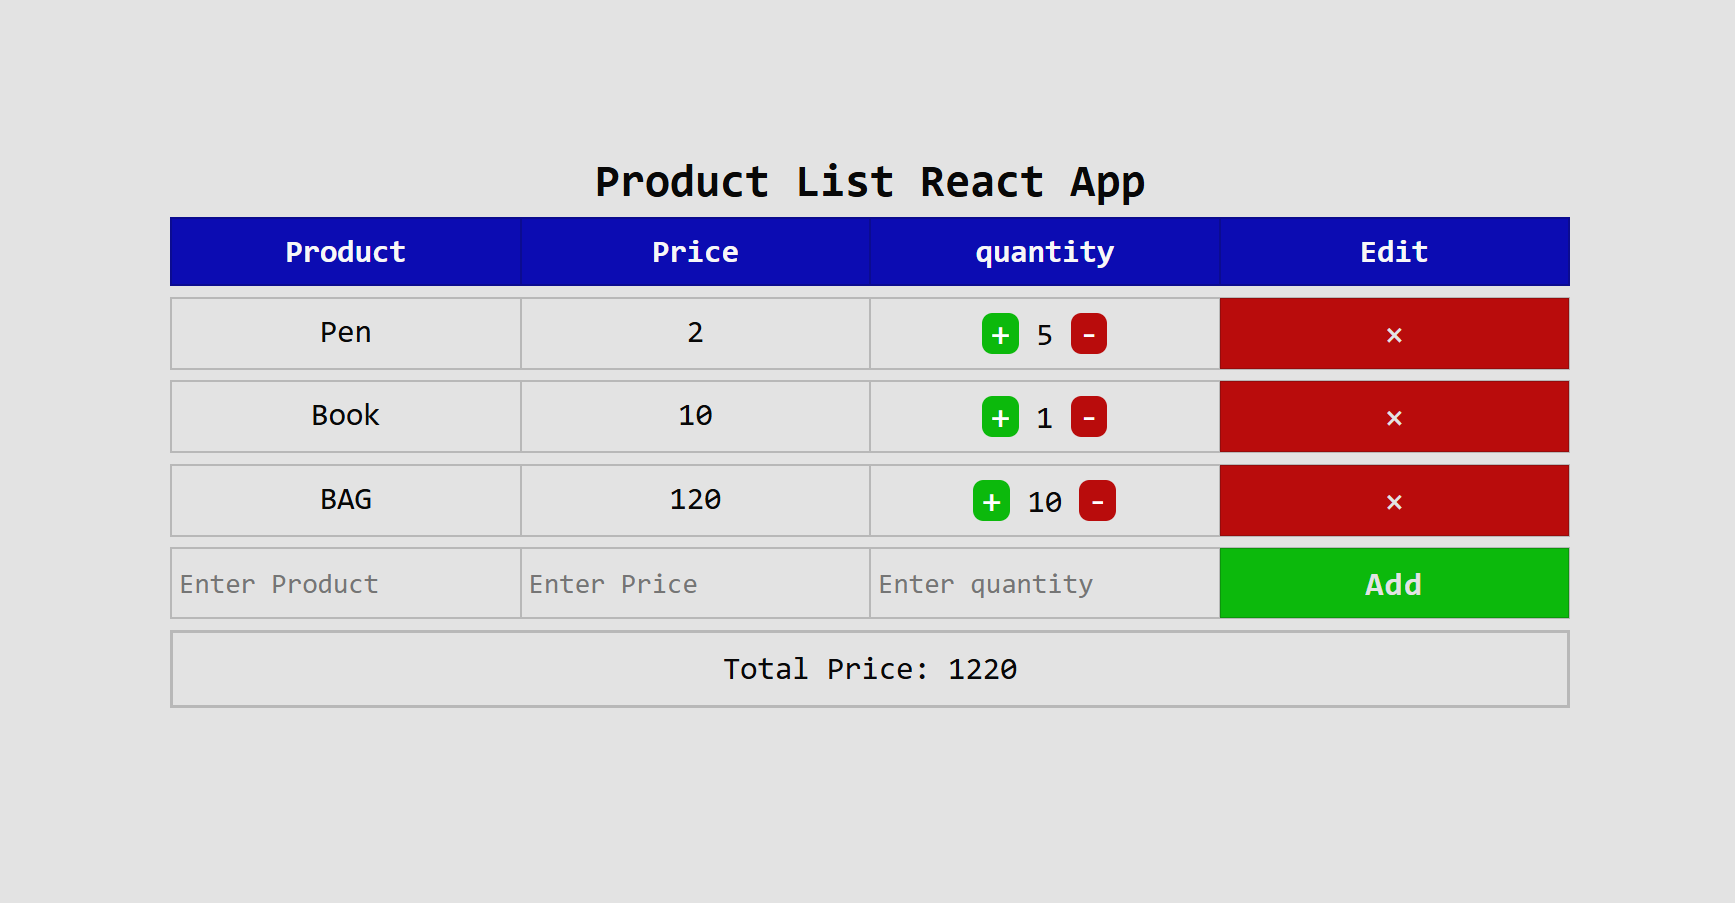 Product List React App
Product Price quantity Edit
Pen 2 + 5 - ×
Book 10 + 1 - ×
BAG 120 + 10 - ×
Enter Product Enter Price Enter quantity Add
Total Price: 1220